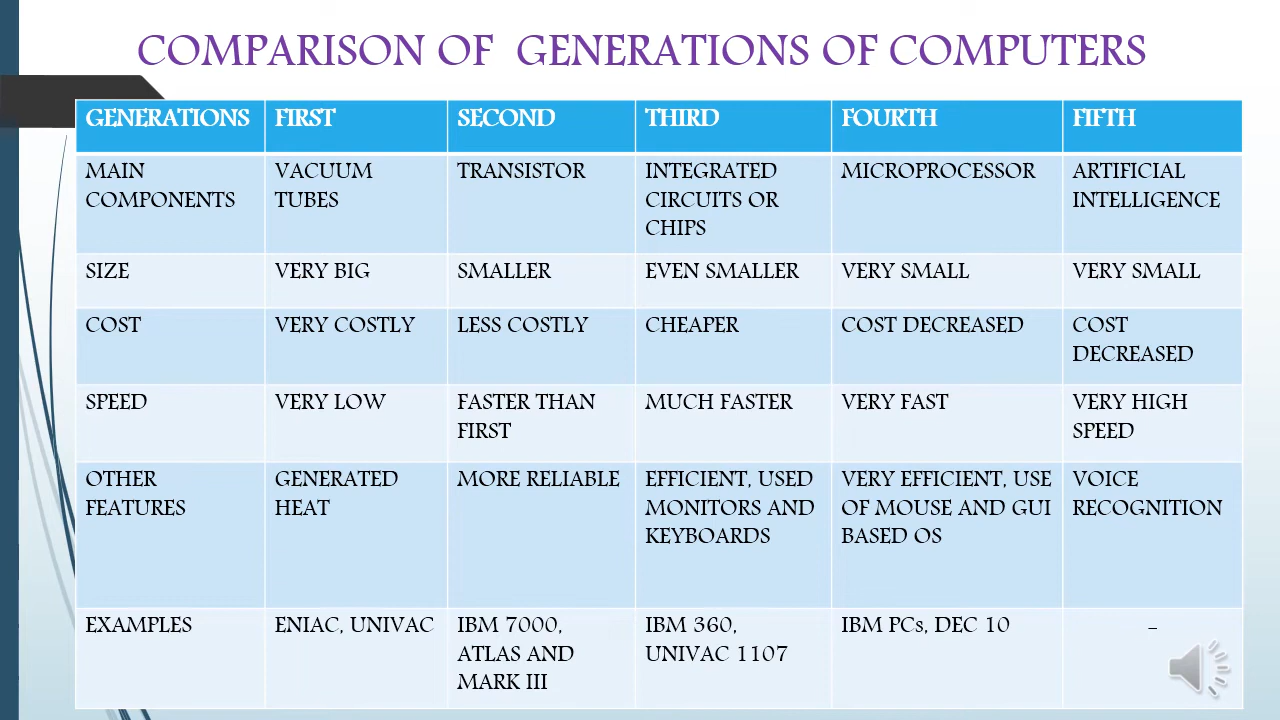 COMPARISON OF GENERATIONS OF COMPUTERS
GENERATIONS FIRST SECOND THIRD FOURTH FIFTH
MAIN COMPONENTS VACUUM TUBES TRANSISTOR INTEGRATED CIRCUITS OR CHIPS MICROPROCESSOR ARTIFICIAL INTELLIGENCE
SIZE VERY BIG SMALLER EVEN SMALLER VERY SMALL VERY SMALL
COST VERY COSTLY LESS COSTLY CHEAPER COST DECREASED COST DECREASED
SPEED VERY LOW FASTER THAN FIRST MUCH FASTER VERY FAST VERY HIGH SPEED
OTHER FEATURES GENERATED HEAT MORE RELIABLE EFFICIENT, USED MONITORS AND KEYBOARDS VERY EFFICIENT, USE OF MOUSE AND GUI BASED OS VOICE RECOGNITION
EXAMPLES ENIAC, UNIVAC IBM 7000, ATLAS AND MARK III IBM 360, UNIVAC 1107 IBM PCs, DEC 10 –